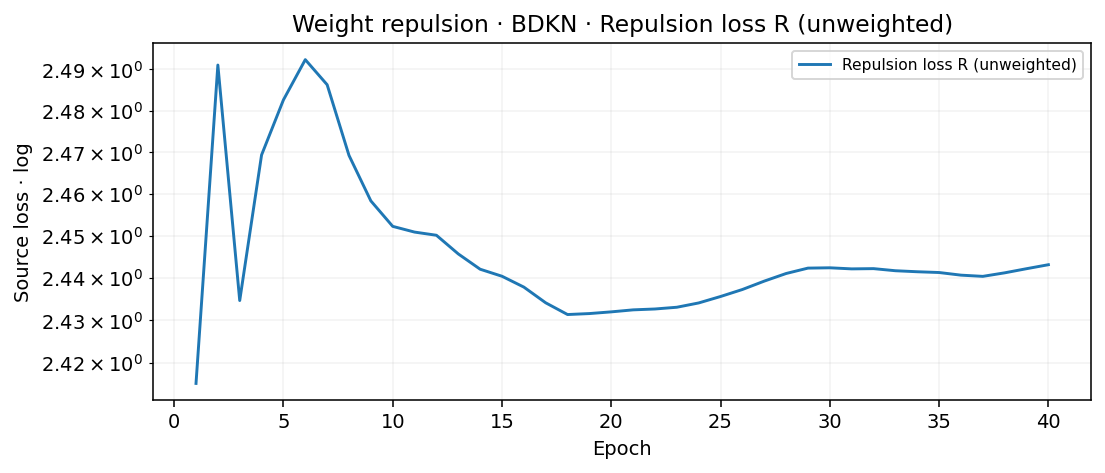 Weight repulsion · BDKN · Repulsion loss R (unweighted)
Repulsion loss R (unweighted)
Source loss · log
2.49 × 10⁰
2.48 × 10⁰
2.47 × 10⁰
2.46 × 10⁰
2.45 × 10⁰
2.44 × 10⁰
2.43 × 10⁰
2.42 × 10⁰
0 5 10 15 20 25 30 35 40
Epoch